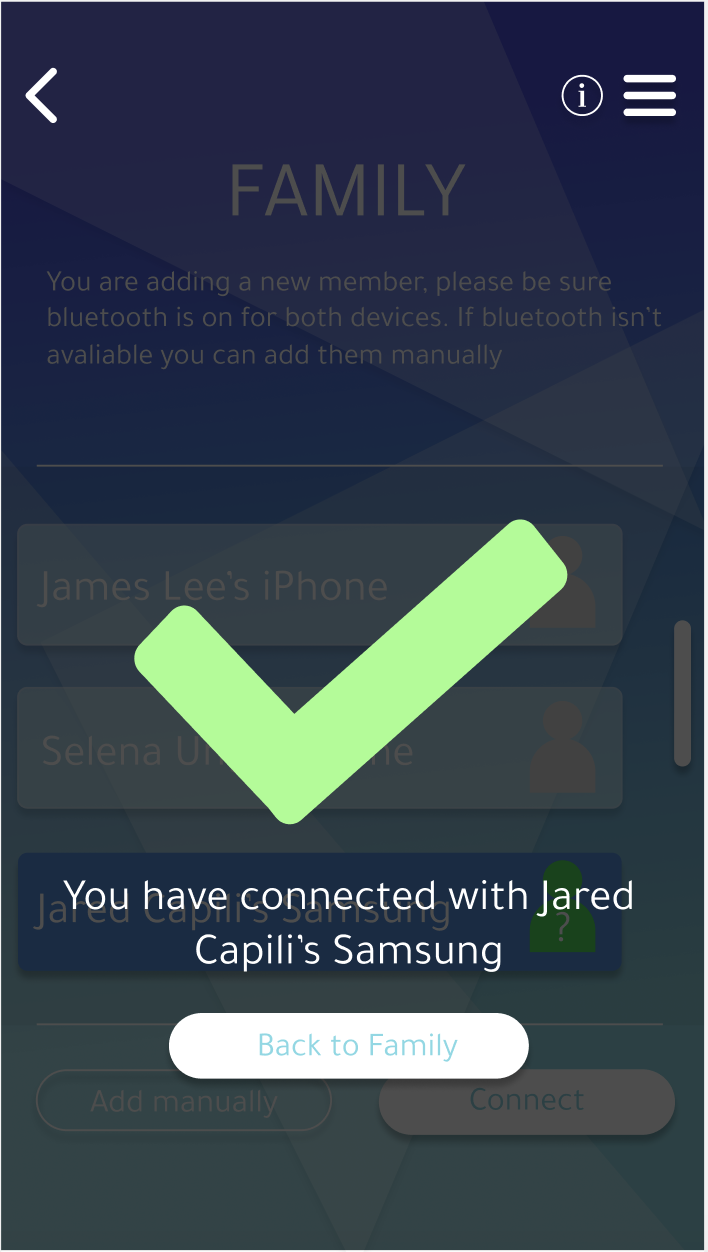 i
FAMILY
You are adding a new member, please be sure
bluetooth is on for both devices. If bluetooth isn't
avaliable you can add them manually
James Lee's iPhone
Selena
Jared Capili's Samsung
?
You have connected with Jared
Capili's Samsung
Back to Family
Add manually
Connect